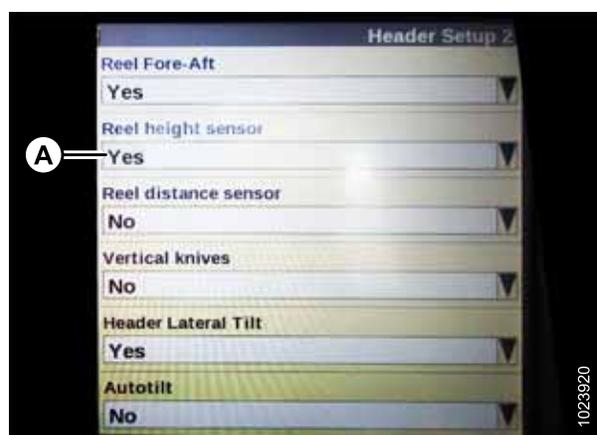 Header Setup 2
Reel Fore-Aft
Yes
Reel height sensor
A
Yes
Reel distance sensor
No
Vertical knives
No
Header Lateral Tilt
Yes
Autotilt
No
1023920